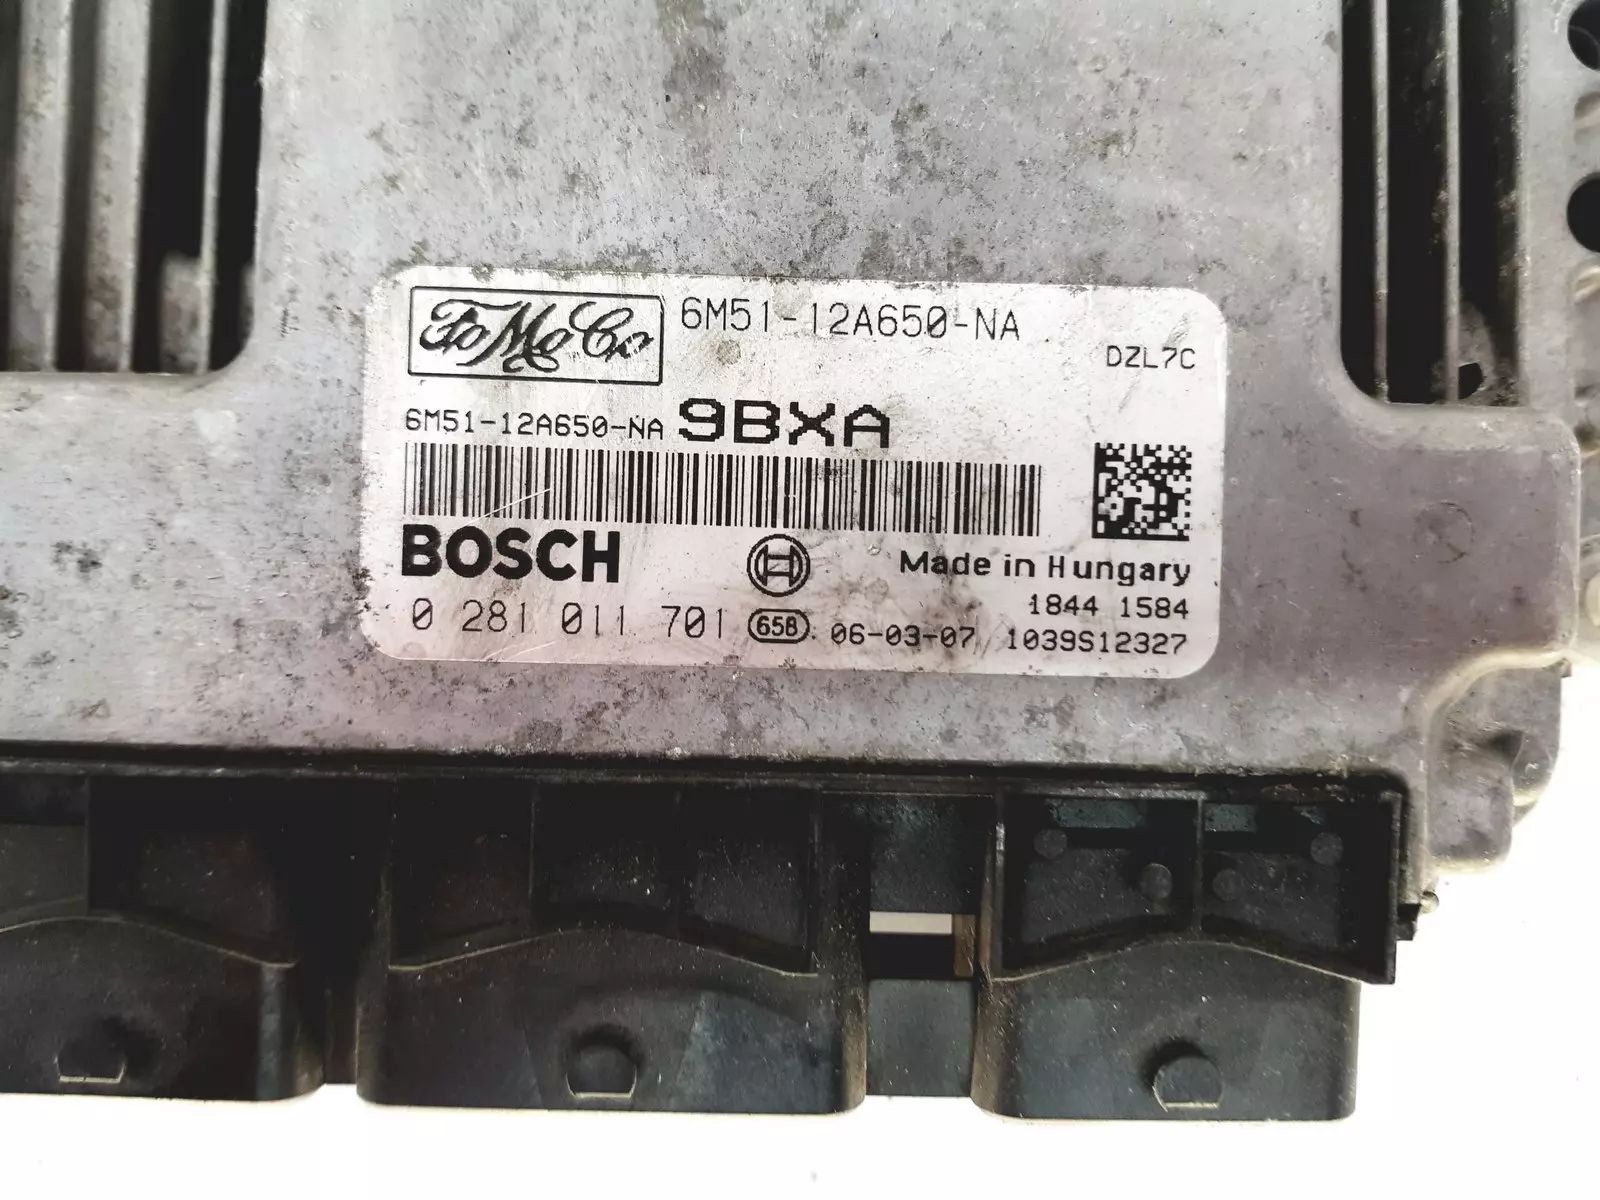 FoMoCo 6M51-12A650-NA
DZL7C
6M51-12A650-NA 9BXA
BOSCH
Made in Hungary
1844 1584
0 281 011 701 658 06-03-07 1039S12327